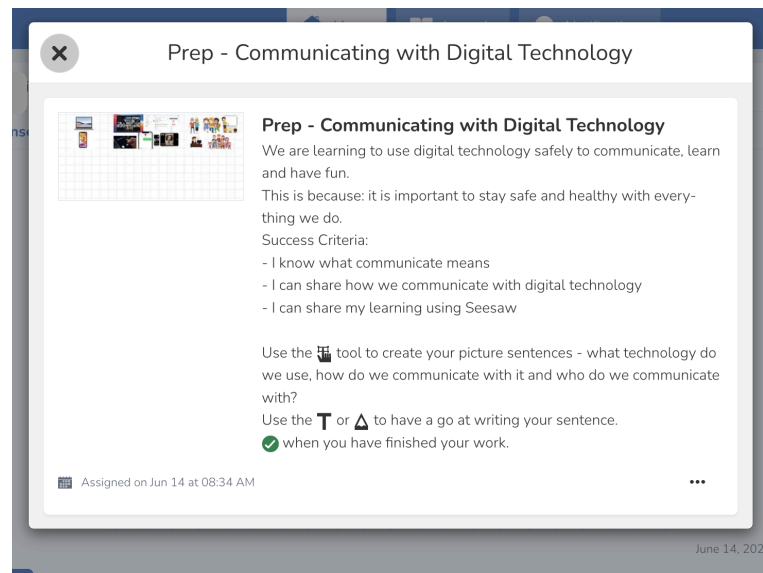 Prep - Communicating with Digital Technology
Prep - Communicating with Digital Technology
We are learning to use digital technology safely to communicate, learn
and have fun.
This is because: it is important to stay safe and healthy with every-
thing we do.
Success Criteria:
- I know what communicate means
- I can share how we communicate with digital technology
- I can share my learning using Seesaw
Use the tool to create your picture sentences - what technology do
we use, how do we communicate with it and who do we communicate
with?
Use the T or to have a go at writing your sentence.
when you have finished your work.
Assigned on Jun 14 at 08:34 AM
June 14, 202